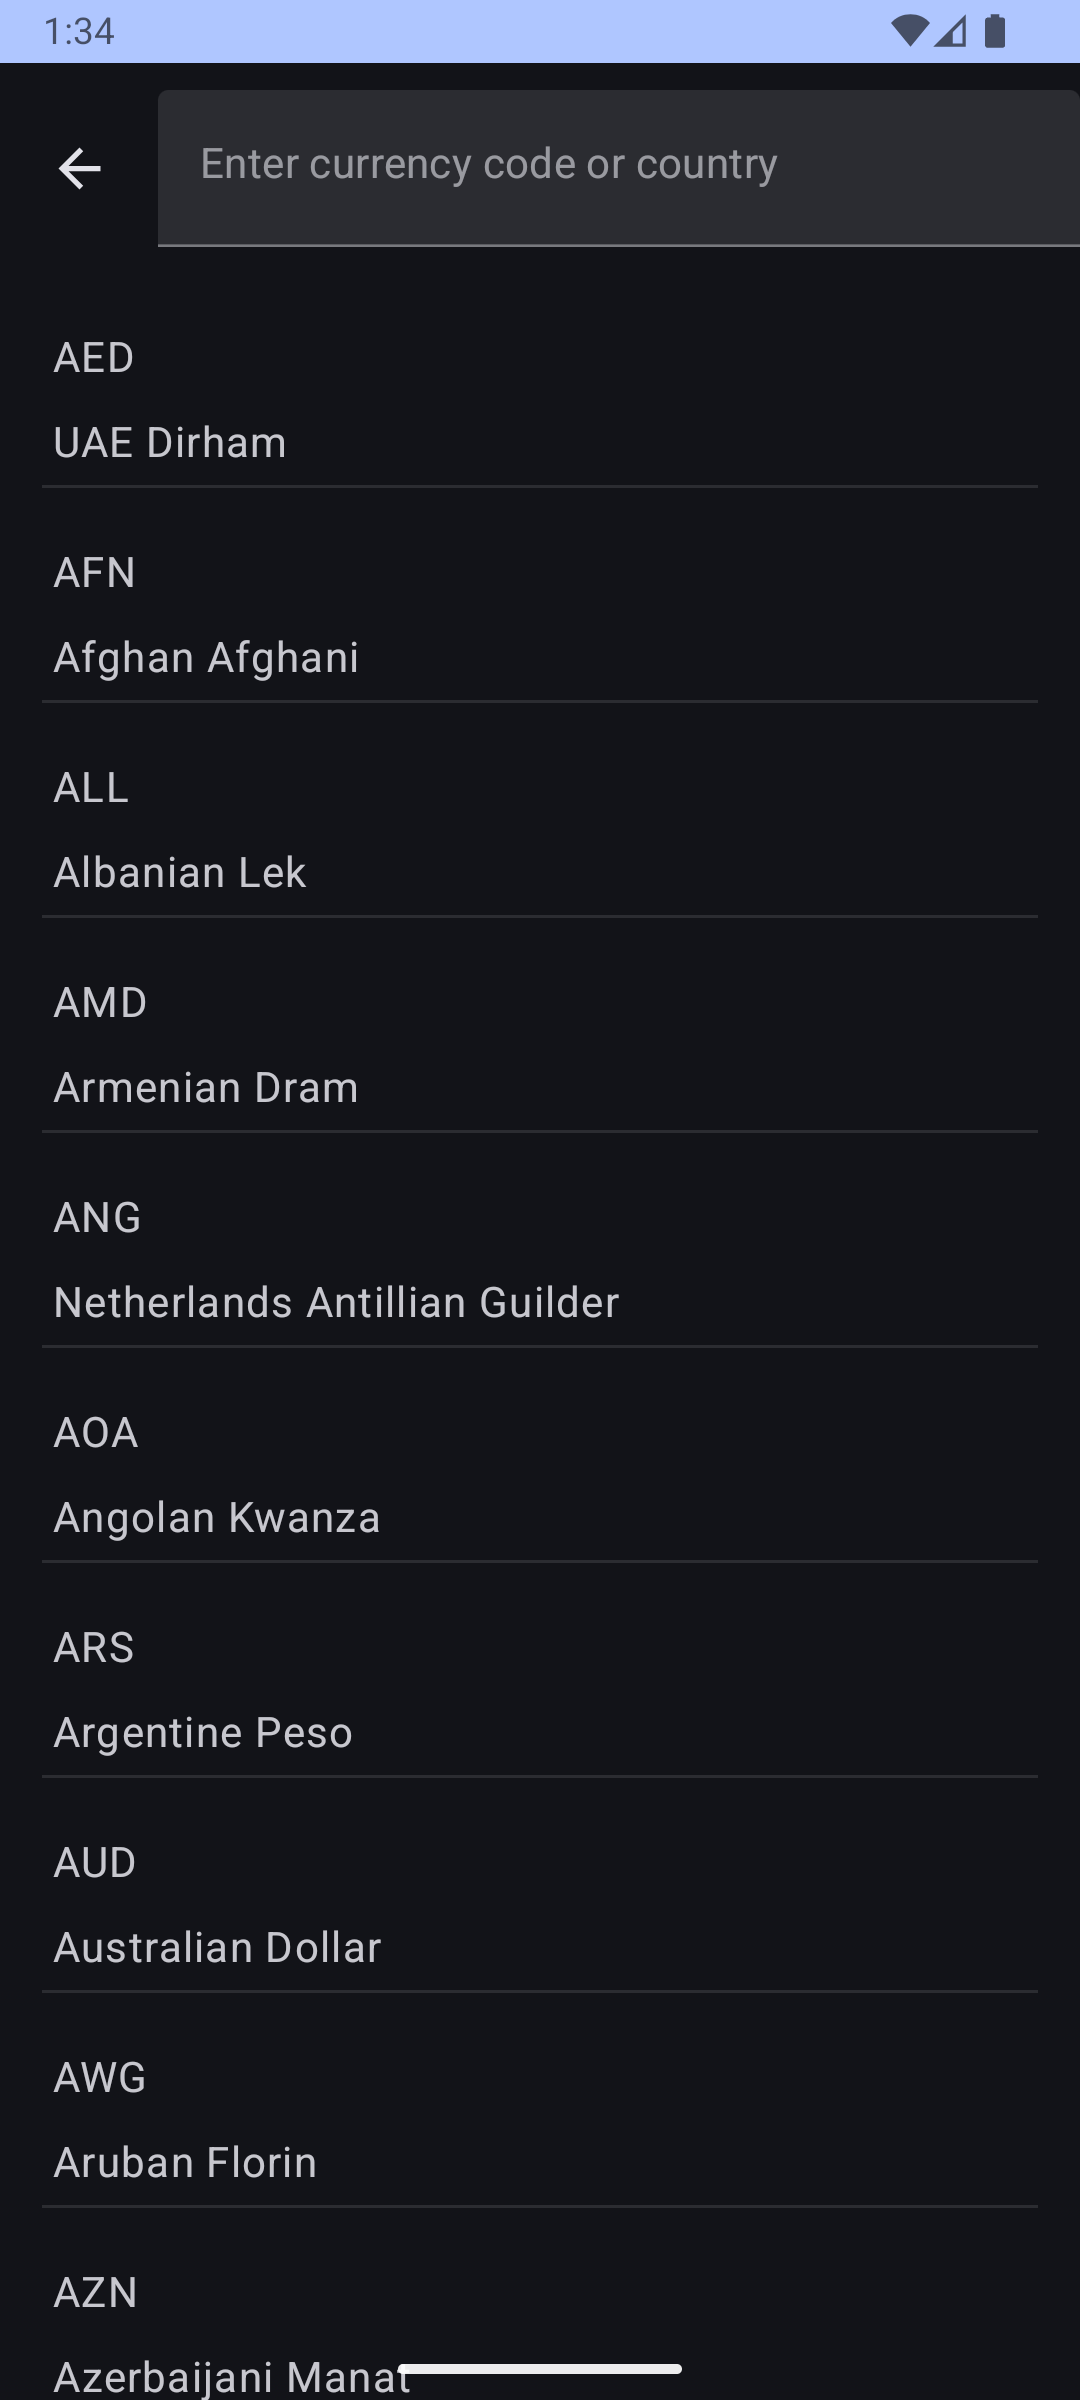 1:34
Enter currency code or country
AED
UAE Dirham
AFN
Afghan Afghani
ALL
Albanian Lek
AMD
Armenian Dram
ANG
Netherlands Antillian Guilder
AOA
Angolan Kwanza
ARS
Argentine Peso
AUD
Australian Dollar
AWG
Aruban Florin
AZN
Azerbaijani Manat